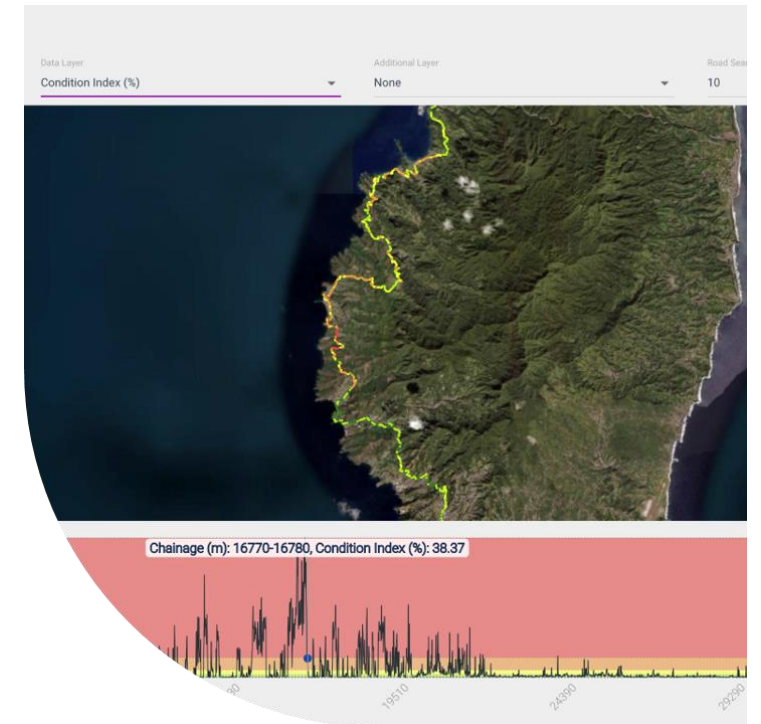 Data Layer
Additional Layer
Condition Index (%)
None
10
Chainage (m): 16770-16780, Condition Index (%): 38.37
19510
24390
29290